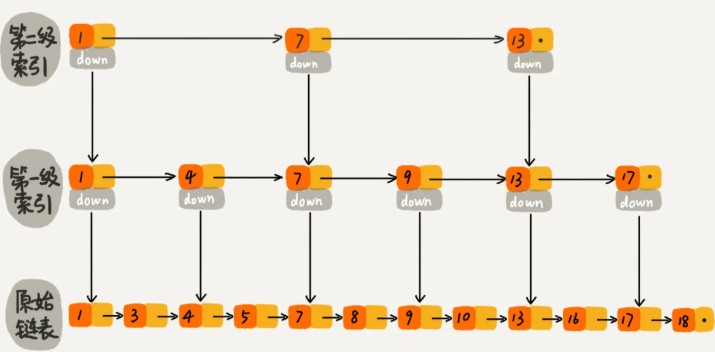 第二级
索引
1 7 13
down down down
第一级
索引
1 4 7 9 13 17
down down down down down down
原始
链表
1 3 4 5 7 8 9 10 13 16 17 18